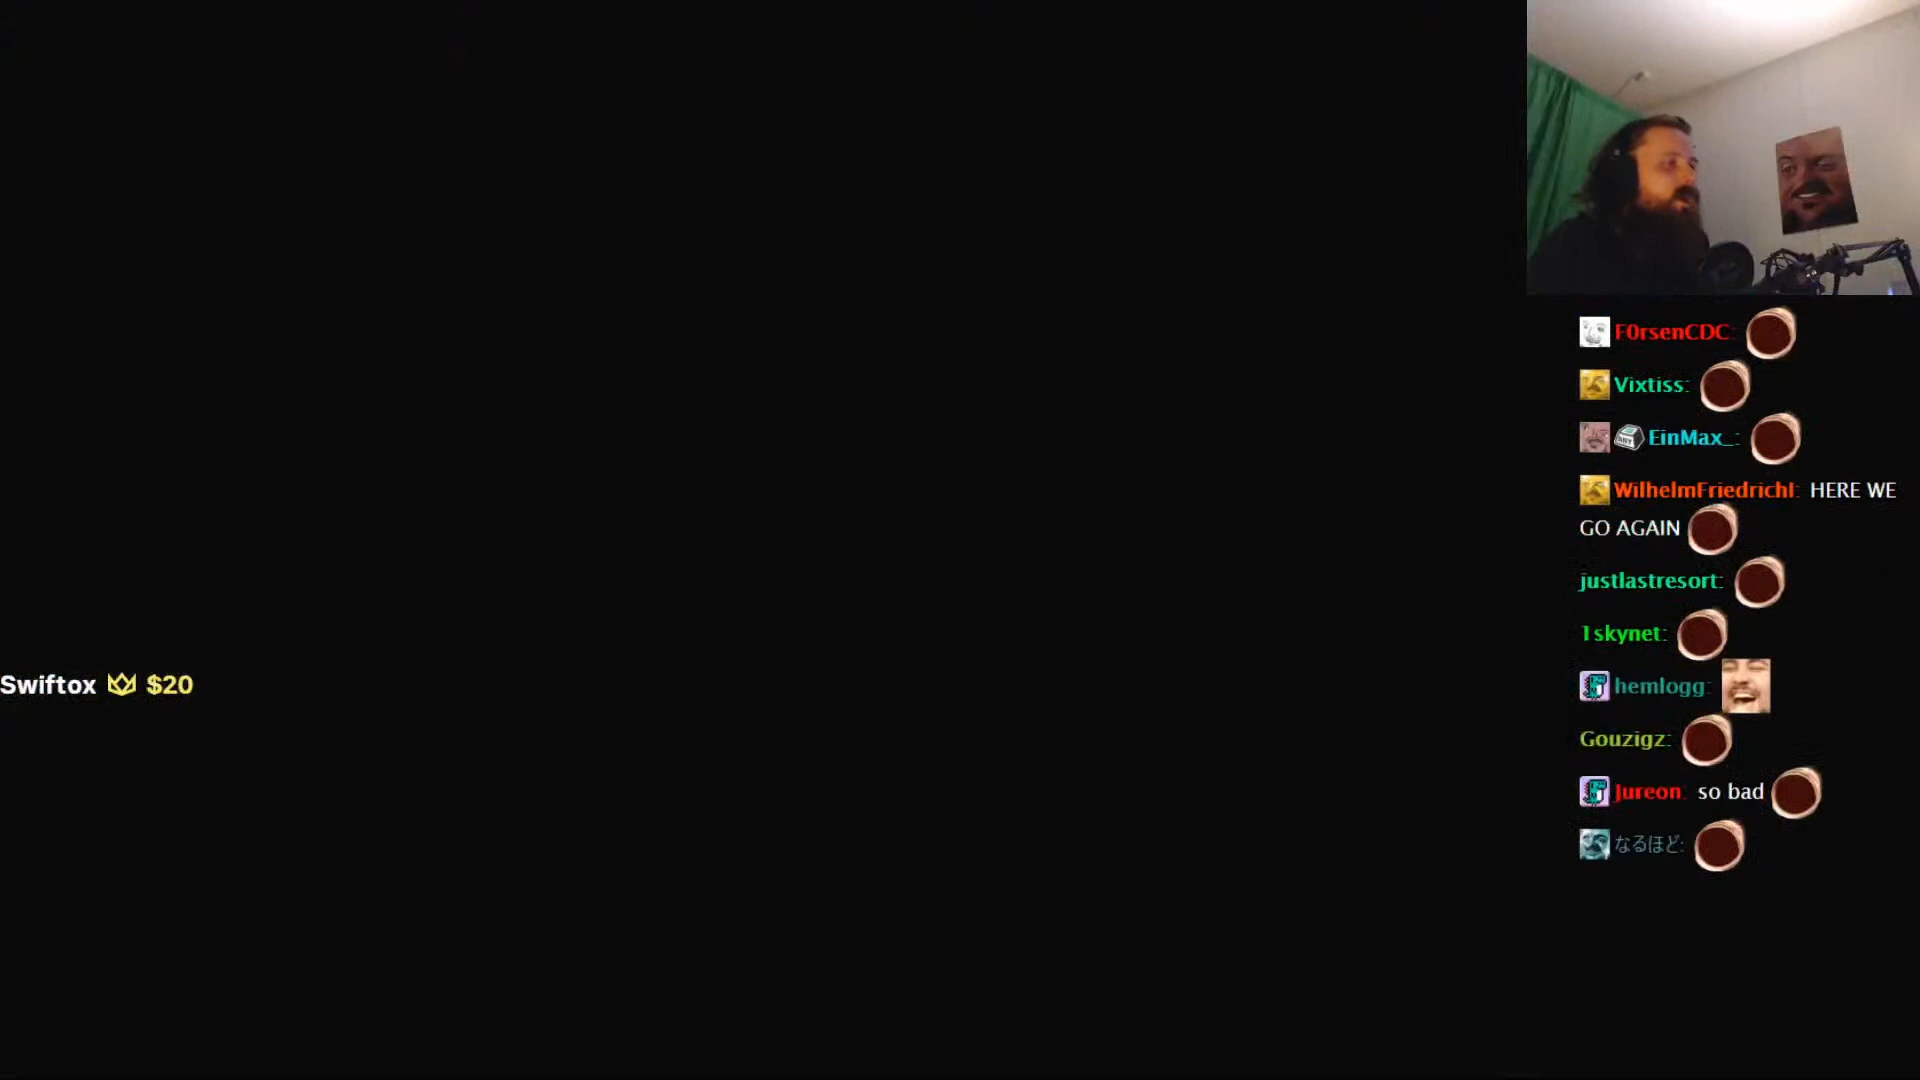 F0rsenCDC:
Vixtiss:
EinMax_:
WilhelmFriedrichI: HERE WE
GO AGAIN
justlastresort:
1skynet:
hemlogg:
Gouzigz:
Jureon: so bad
なるほど:
Swiftox $20